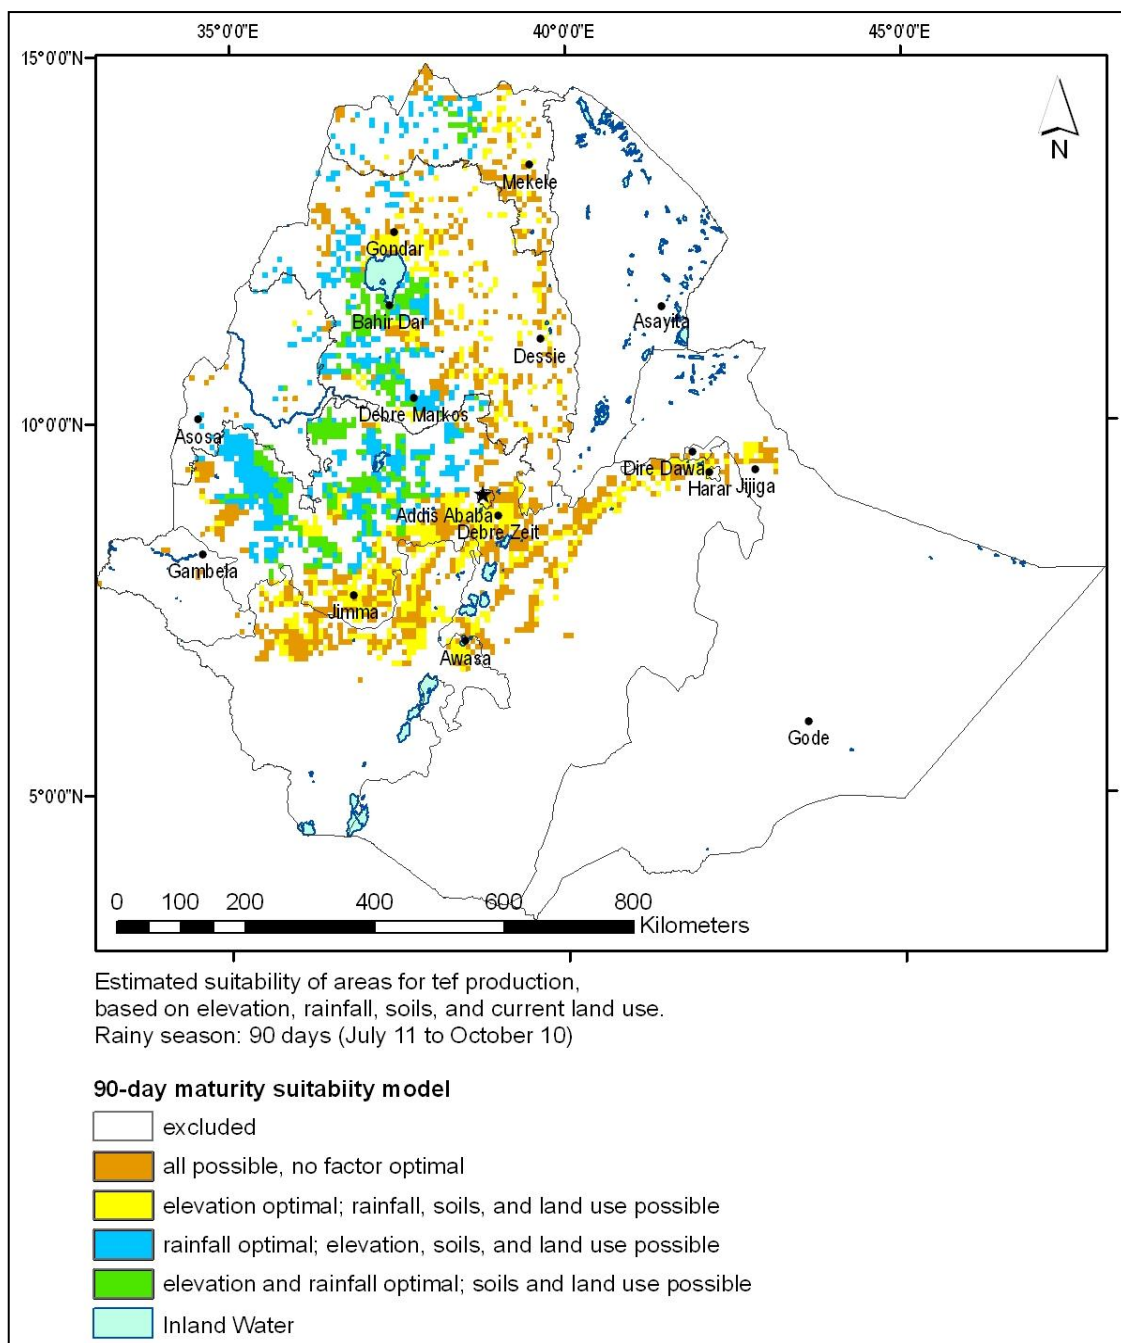 35°0'0"E 40°0'0"E 45°0'0"E
15°0'0"N
N
Mekele
Gondar
Bahir Dar
Asayita
Dessie
Debre Markos
10°0'0"N
Asosa
Dire Dawa
Harar
Jijiga
Addis Ababa
Debre Zeit
Gambela
Jimma
Awasa
Gode
5°0'0"N
0 100 200 400 600 800
Kilometers
Estimated suitability of areas for tef production,
based on elevation, rainfall, soils, and current land use.
Rainy season: 90 days (July 11 to October 10)
90-day maturity suitabiity model
excluded
all possible, no factor optimal
elevation optimal; rainfall, soils, and land use possible
rainfall optimal; elevation, soils, and land use possible
elevation and rainfall optimal; soils and land use possible
Inland Water